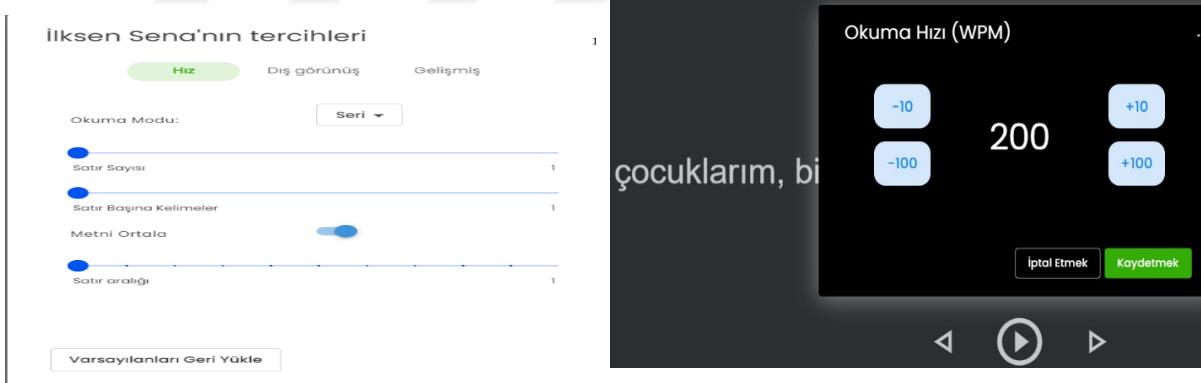 İlksen Sena'nın tercihleri
Hız Dış görünüş Gelişmiş
Okuma Modu: Seri
Satır Sayısı 1
Satır Başına Kelimeler 1
Metni Ortala
Satır aralığı 1
Varsayılanları Geri Yükle
çocuklarım, bi
Okuma Hızı (WPM)
-10 +10
200
-100 +100
İptal Etmek Kaydetmek